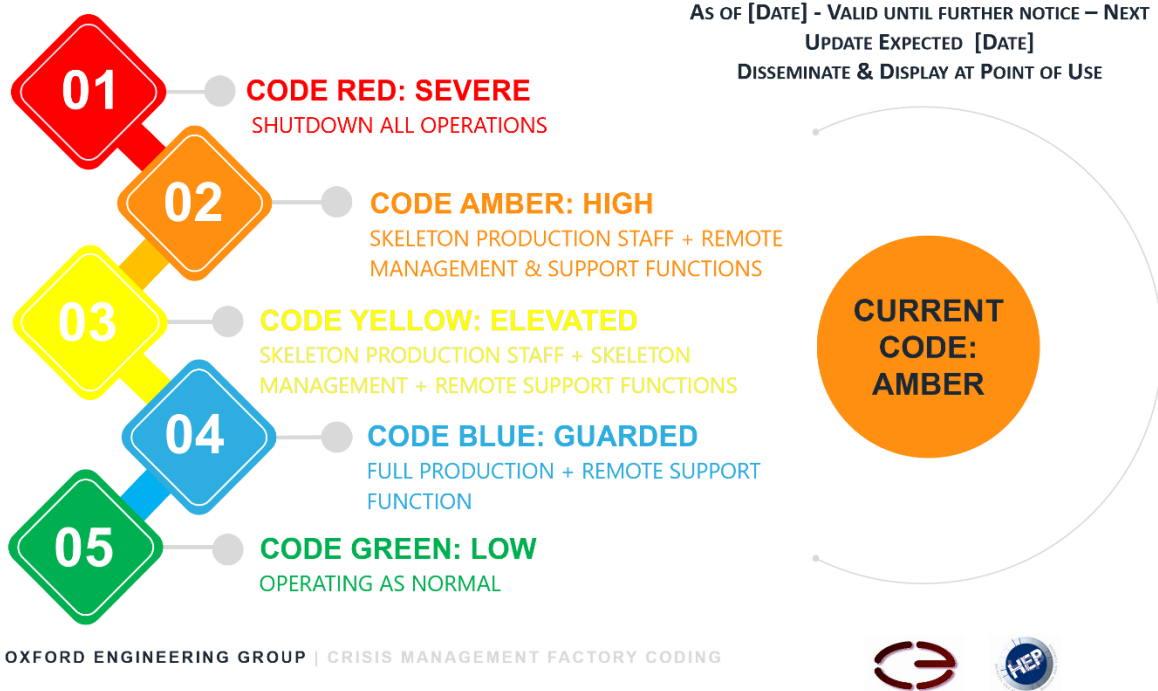 AS OF [DATE] - VALID UNTIL FURTHER NOTICE – NEXT
UPDATE EXPECTED [DATE]
DISSEMINATE & DISPLAY AT POINT OF USE
01
CODE RED: SEVERE
SHUTDOWN ALL OPERATIONS
02
CODE AMBER: HIGH
SKELETON PRODUCTION STAFF + REMOTE
MANAGEMENT & SUPPORT FUNCTIONS
03
CODE YELLOW: ELEVATED
SKELETON PRODUCTION STAFF + SKELETON
MANAGEMENT + REMOTE SUPPORT FUNCTIONS
04
CODE BLUE: GUARDED
FULL PRODUCTION + REMOTE SUPPORT
FUNCTION
05
CODE GREEN: LOW
OPERATING AS NORMAL
CURRENT
CODE:
AMBER
OXFORD ENGINEERING GROUP | CRISIS MANAGEMENT FACTORY CODING
HEP